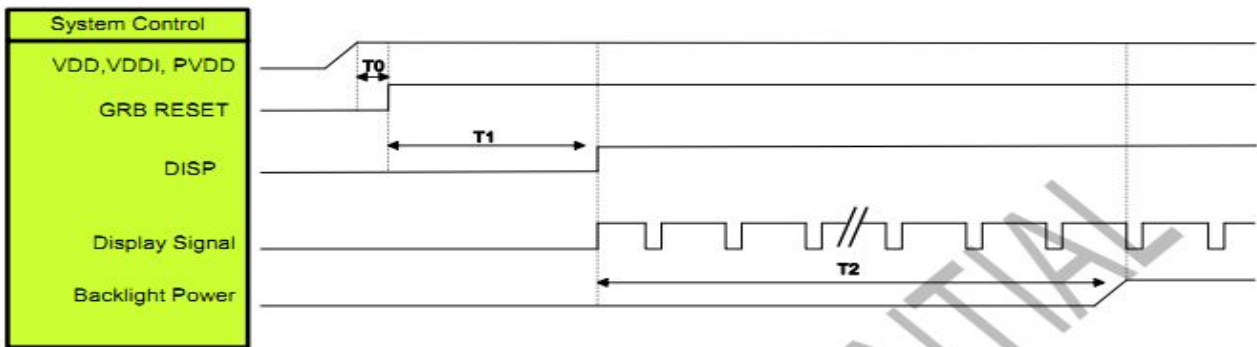 System Control
VDD,VDDI, PVDD
T0
GRB RESET
T1
DISP
Display Signal
T2
Backlight Power